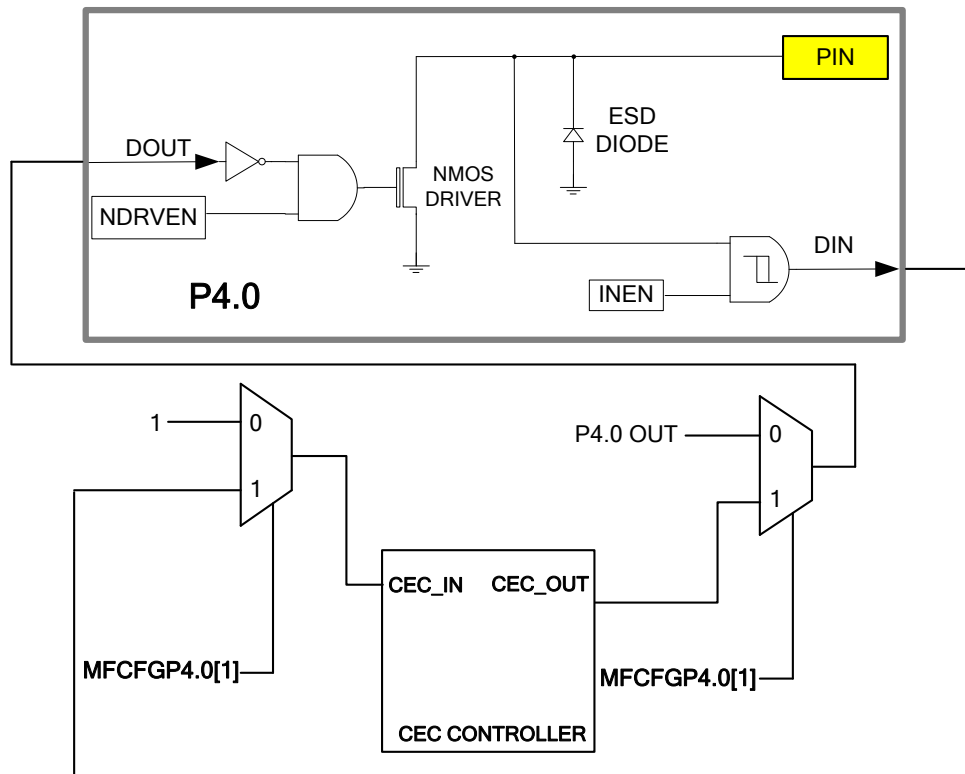 PIN
ESD
DIODE
DOUT
NMOS
DRIVER
NDRVEN
DIN
INEN
P4.0
1
0
1
P4.0 OUT
0
1
CEC_IN
CEC_OUT
MFCFGP4.0[1]
MFCFGP4.0[1]
CEC CONTROLLER